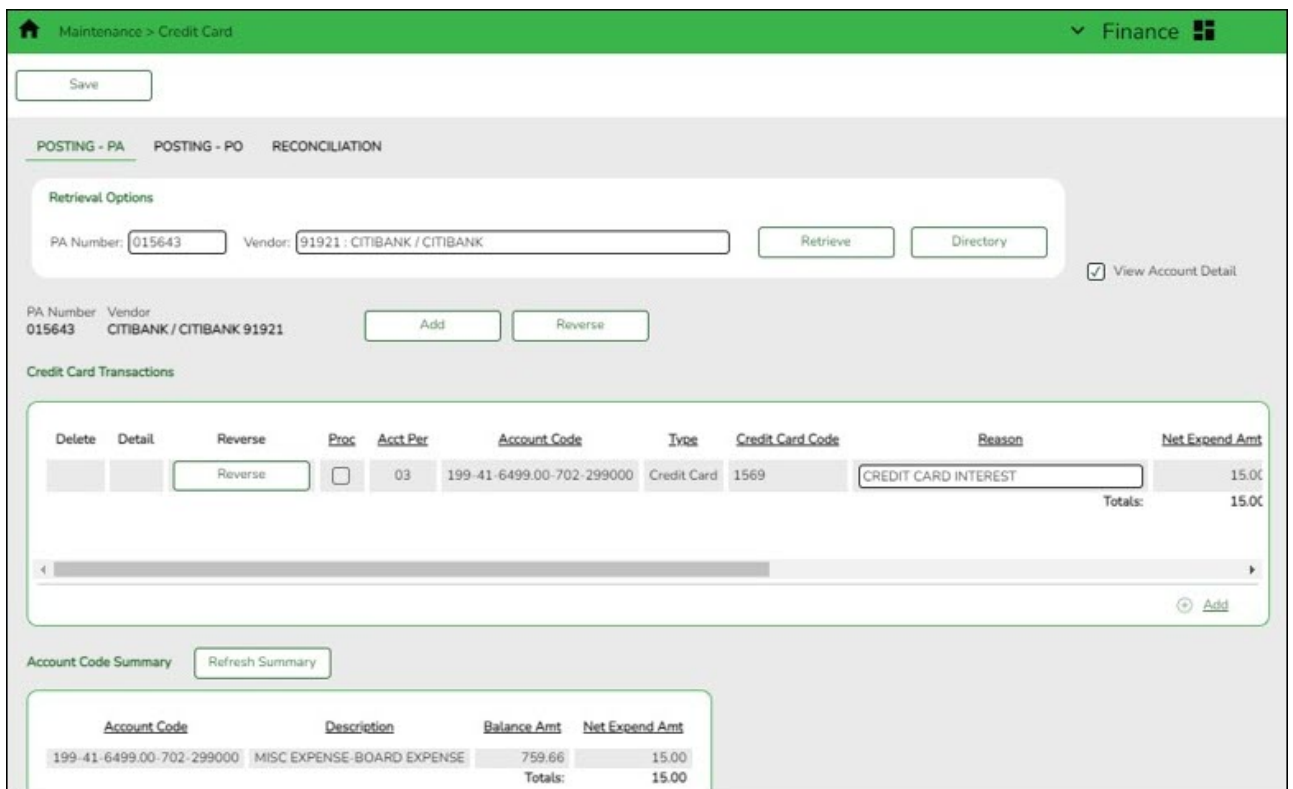 Maintenance > Credit Card
Finance
Save
POSTING - PA POSTING - PO RECONCILIATION
Retrieval Options
PA Number: 015643 Vendor: 91921 : CITIBANK / CITIBANK Retrieve Directory
View Account Detail
PA Number Vendor
015643 CITIBANK / CITIBANK 91921 Add Reverse
Credit Card Transactions
Delete Detail Reverse Proc Acct Per Account Code Type Credit Card Code Reason Net Expend Amt
Reverse 03 199-41-6499.00-702-299000 Credit Card 1569 CREDIT CARD INTEREST 15.00
Totals: 15.00
Add
Account Code Summary Refresh Summary
Account Code Description Balance Amt Net Expend Amt
199-41-6499.00-702-299000 MISC EXPENSE-BOARD EXPENSE 759.66 15.00
Totals: 15.00